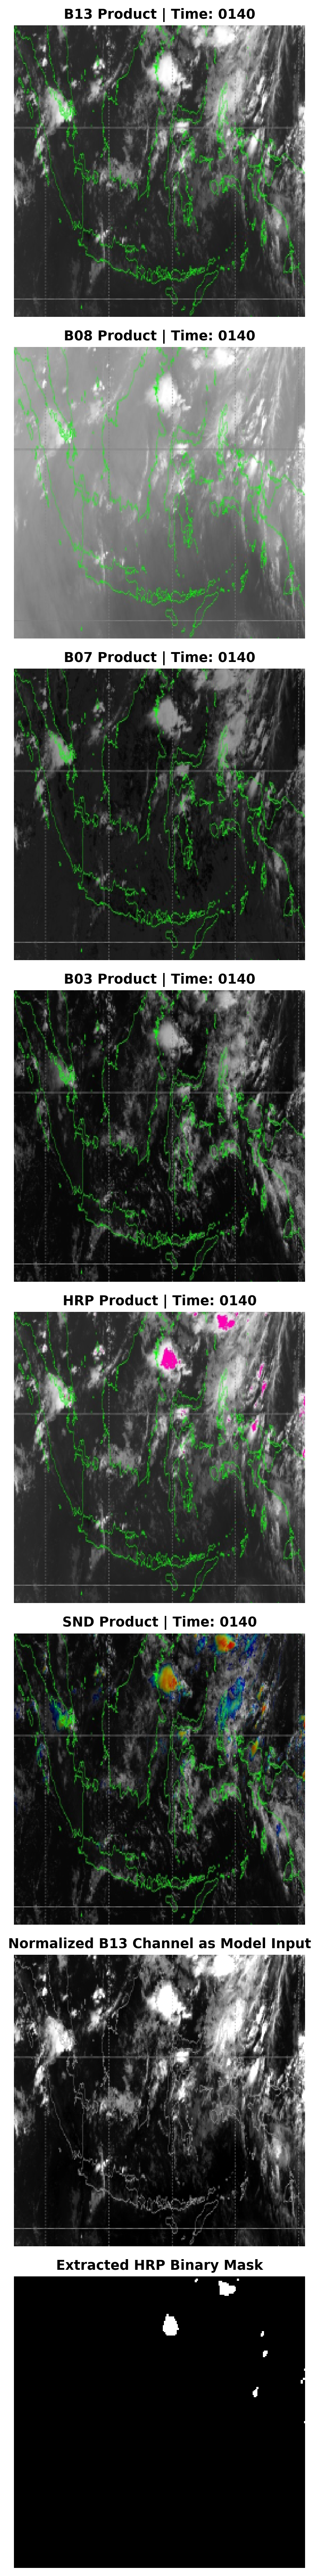 B13 Product | Time: 0140
B08 Product | Time: 0140
B07 Product | Time: 0140
B03 Product | Time: 0140
HRP Product | Time: 0140
SND Product | Time: 0140
Normalized B13 Channel as Model Input
Extracted HRP Binary Mask